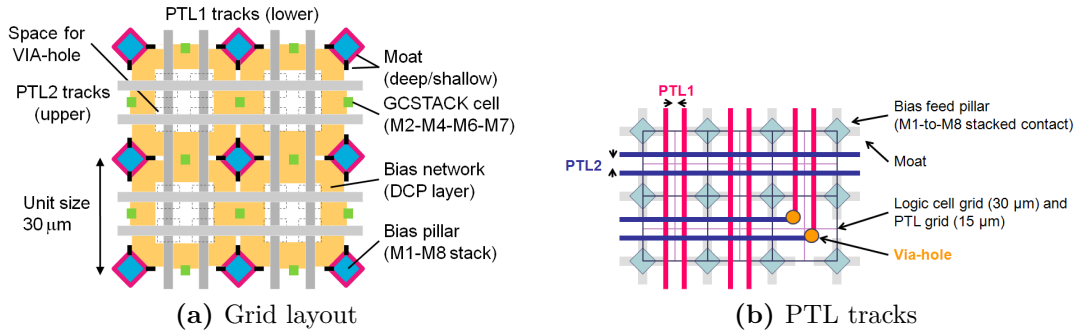 PTL1 tracks (lower)
Space for
VIA-hole
PTL2 tracks
(upper)
Unit size
30 μm
Moat
(deep/shallow)
GCSTACK cell
(M2-M4-M6-M7)
Bias network
(DCP layer)
Bias pillar
(M1-M8 stack)
(a) Grid layout
PTL1
PTL2
Bias feed pillar
(M1-to-M8 stacked contact)
Moat
Logic cell grid (30 μm) and
PTL grid (15 μm)
Via-hole
(b) PTL tracks